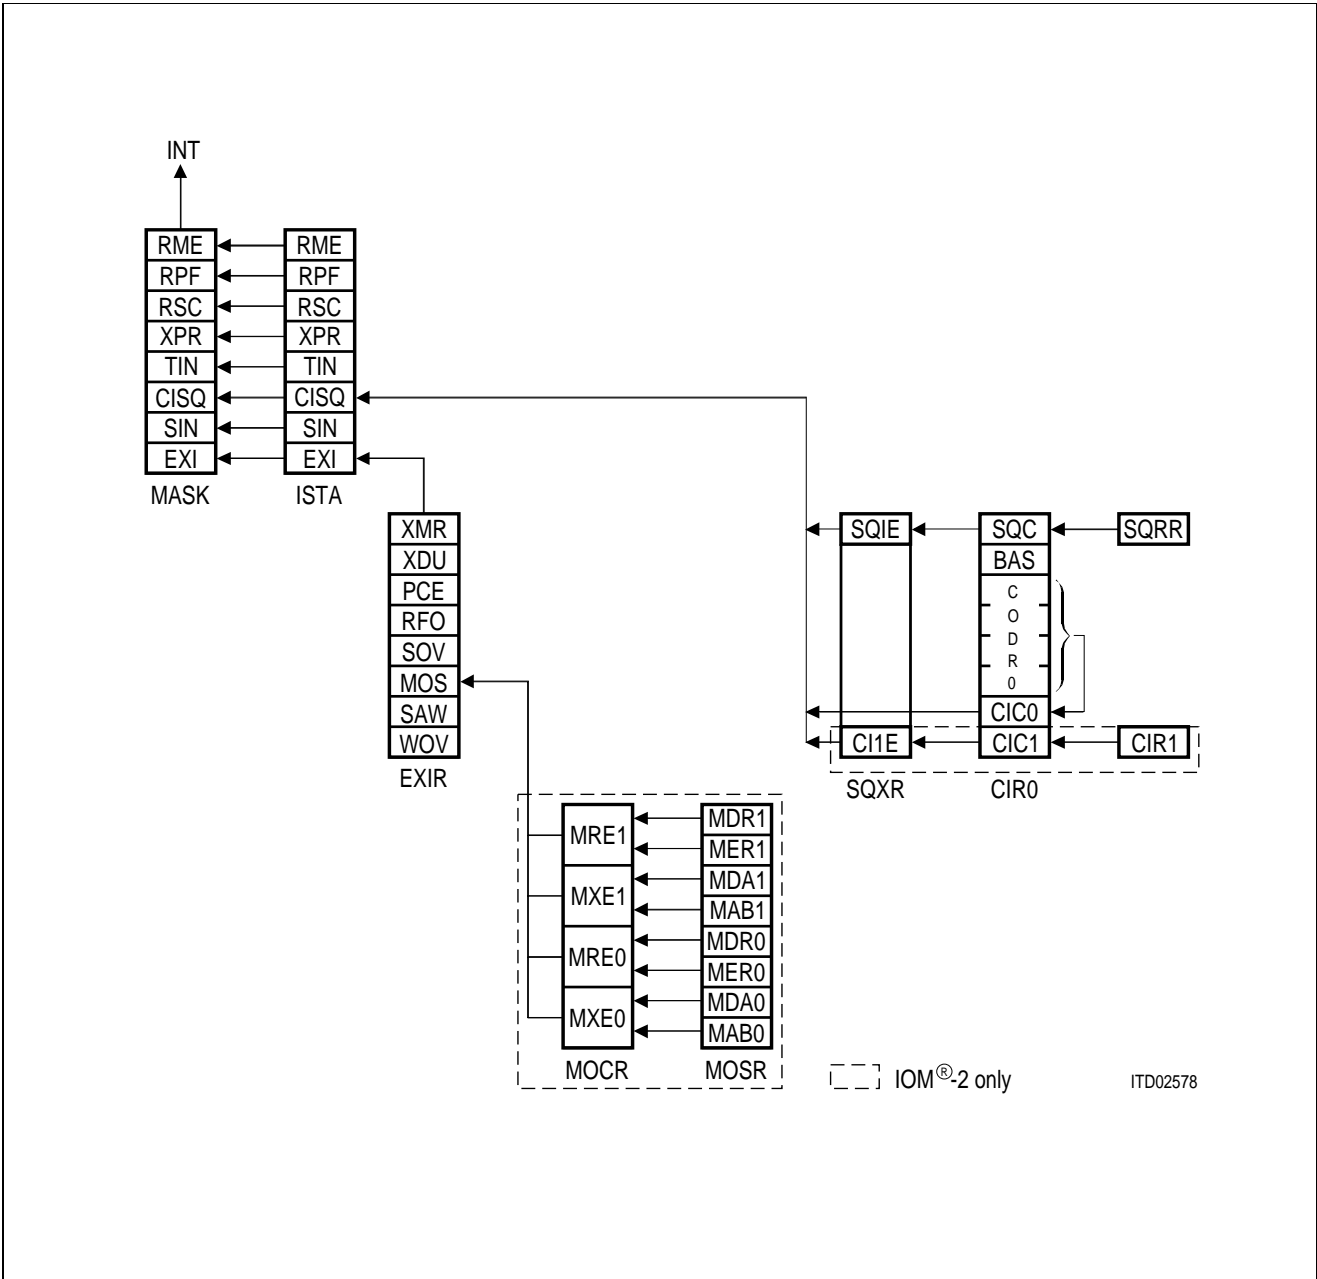 INT
RME RME
RPF RPF
RSC RSC
XPR XPR
TIN TIN
CISQ CISQ
SIN SIN
EXI EXI
MASK ISTA
XMR
XDU
PCE
RFO
SOV
MOS
SAW
WOV
EXIR
SQIE SQC SQRR
BAS
C
O
D
R
0
CIC0
CI1E CIC1 CIR1
SQXR CIR0
MRE1
MXE1
MRE0
MXE0
MOCR
MDR1
MER1
MDA1
MAB1
MDR0
MER0
MDA0
MAB0
MOSR
IOM®-2 only
ITD02578